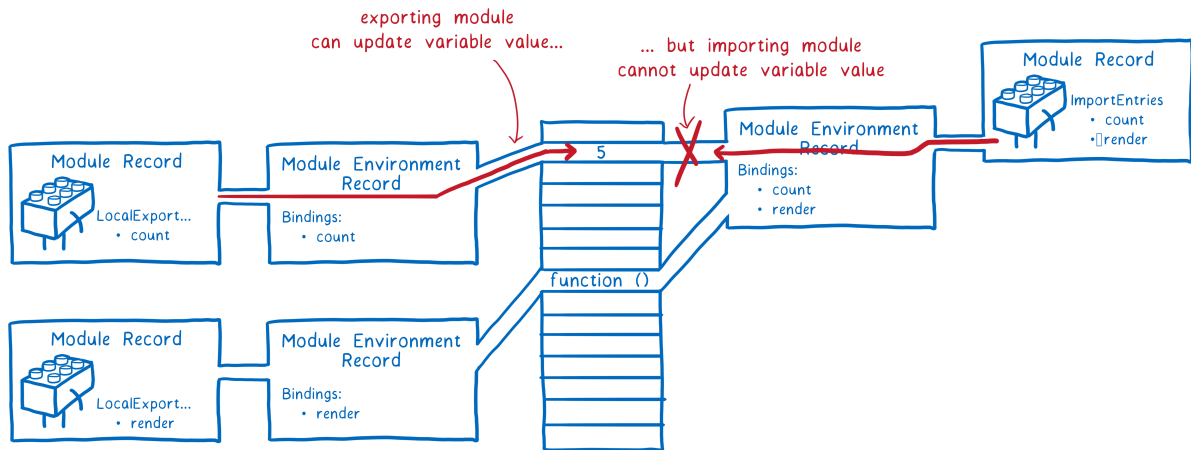 exporting module
can update variable value...
... but importing module
cannot update variable value
Module Record
ImportEntries
• count
•▯render
Module Environment
Record
Bindings:
• count
• render
5
function ()
Module Record
LocalExport...
• count
Module Environment
Record
Bindings:
• count
Module Record
LocalExport...
• render
Module Environment
Record
Bindings:
• render